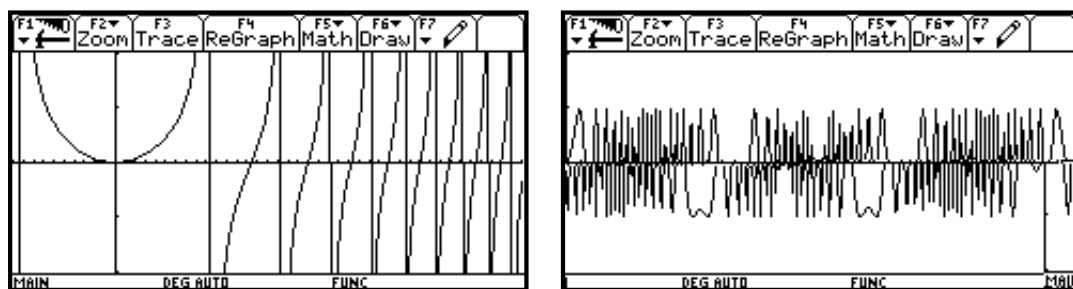 F1 F2 F3 F4 F5 F6 F7
Zoom Trace ReGraph Math Draw
MAIN DEG AUTO FUNC
F1 F2 F3 F4 F5 F6 F7
Zoom Trace ReGraph Math Draw
DEG AUTO FUNC MAI